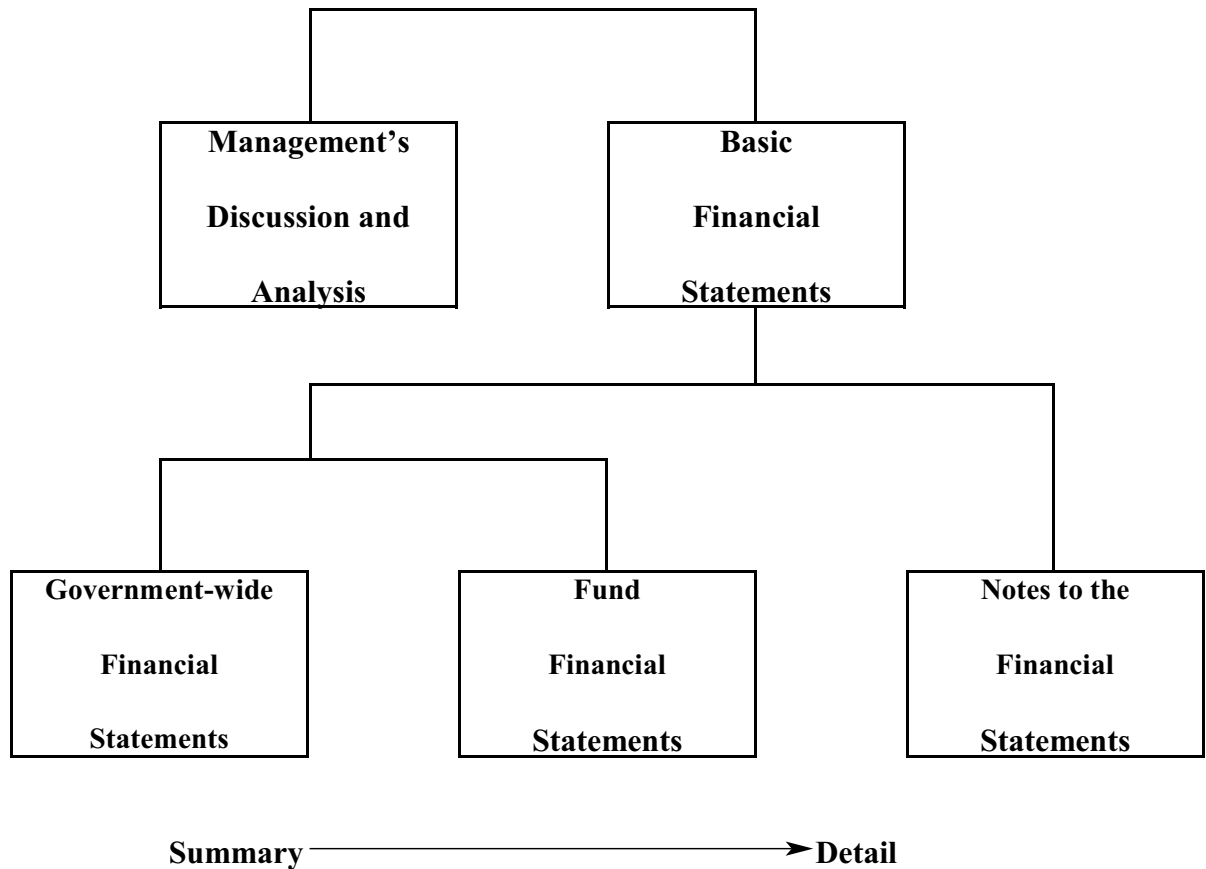 Management’s
Discussion and
Analysis
Basic
Financial
Statements
Government-wide
Financial
Statements
Fund
Financial
Statements
Notes to the
Financial
Statements
Summary
Detail